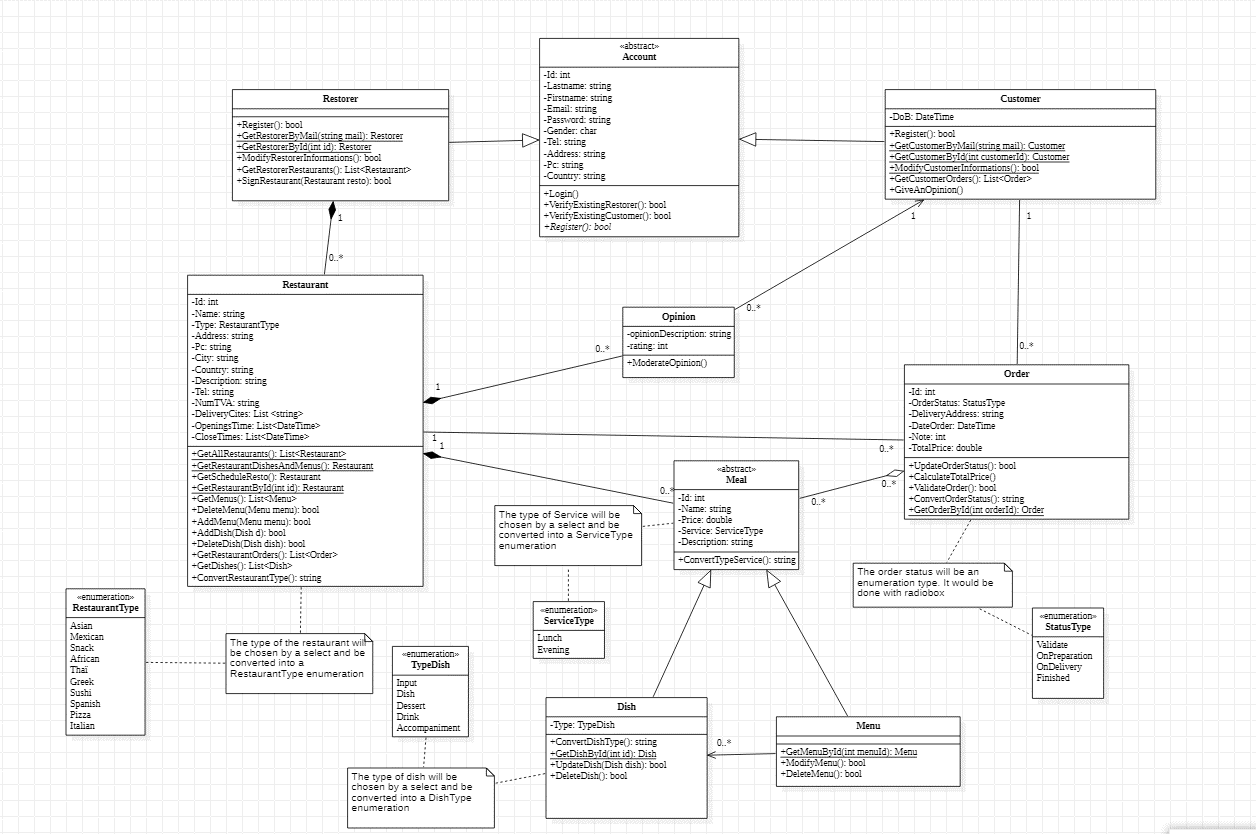 «abstract»
Account
-Id: int
-Lastname: string
-Firstname: string
-Email: string
-Password: string
-Gender: char
-Tel: string
-Address: string
-Pc: string
-Country: string
+Login()
+VerifyExistingRestorer(): bool
+VerifyExistingCustomer(): bool
+Register(): bool
Restorer
+Register(): bool
+GetRestorerByMail(string mail): Restorer
+GetRestorerById(int id): Restorer
+ModifyRestorerInformations(): bool
+GetRestorerRestaurants(): List<Restaurant>
+SignRestaurant(Restaurant resto): bool
Customer
-DoB: DateTime
+Register(): bool
+GetCustomerByMail(string mail): Customer
+GetCustomerById(int customerId): Customer
+ModifyCustomerInformations(): bool
+GetCustomerOrders(): List<Order>
+GiveAnOpinion()
1
0..*
1
1
0..*
0..*
Restaurant
-Id: int
-Name: string
-Type: RestaurantType
-Address: string
-Pc: string
-City: string
-Country: string
-Description: string
-Tel: string
-NumTVA: string
-DeliveryCites: List <string>
-OpeningsTime: List<DateTime>
-CloseTimes: List<DateTime>
+GetAllRestaurants(): List<Restaurant>
+GetRestaurantDishesAndMenus(): Restaurant
+GetScheduleResto(): Restaurant
+GetRestaurantById(int id): Restaurant
+GetMenus(): List<Menu>
+DeleteMenu(Menu menu): bool
+AddMenu(Menu menu): bool
+AddDish(Dish d): bool
+DeleteDish(Dish dish): bool
+GetRestaurantOrders(): List<Order>
+GetDishes(): List<Dish>
+ConvertRestaurantType(): string
Opinion
-opinionDescription: string
-rating: int
+ModerateOpinion()
0..*
1
1
1
0..*
0..*
0..*
0..*
Order
-Id: int
-OrderStatus: StatusType
-DeliveryAddress: string
-DateOrder: DateTime
-Note: int
-TotalPrice: double
+UpdateOrderStatus(): bool
+CalculateTotalPrice()
+ValidateOrder(): bool
+ConvertOrderStatus(): string
+GetOrderById(int orderId): Order
«abstract»
Meal
-Id: int
-Name: string
-Price: double
-Service: ServiceType
-Description: string
+ConvertTypeService(): string
The type of Service will be
chosen by a select and be
converted into a ServiceType
enumeration
The order status will be an
enumeration type. It would be
done with radiobox
«enumeration»
RestaurantType
Asian
Mexican
Snack
African
Thaï
Greek
Sushi
Spanish
Pizza
Italian
The type of the restaurant will
be chosen by a select and be
converted into a
RestaurantType enumeration
«enumeration»
ServiceType
Lunch
Evening
«enumeration»
StatusType
Validate
OnPreparation
OnDelivery
Finished
«enumeration»
TypeDish
Input
Dish
Dessert
Drink
Accompaniment
Dish
-Type: TypeDish
+ConvertDishType(): string
+GetDishById(int id): Dish
+UpdateDish(Dish dish): bool
+DeleteDish(): bool
0..*
Menu
+GetMenuById(int menuId): Menu
+ModifyMenu(): bool
+DeleteMenu(): bool
The type of dish will be
chosen by a select and be
converted into a DishType
enumeration